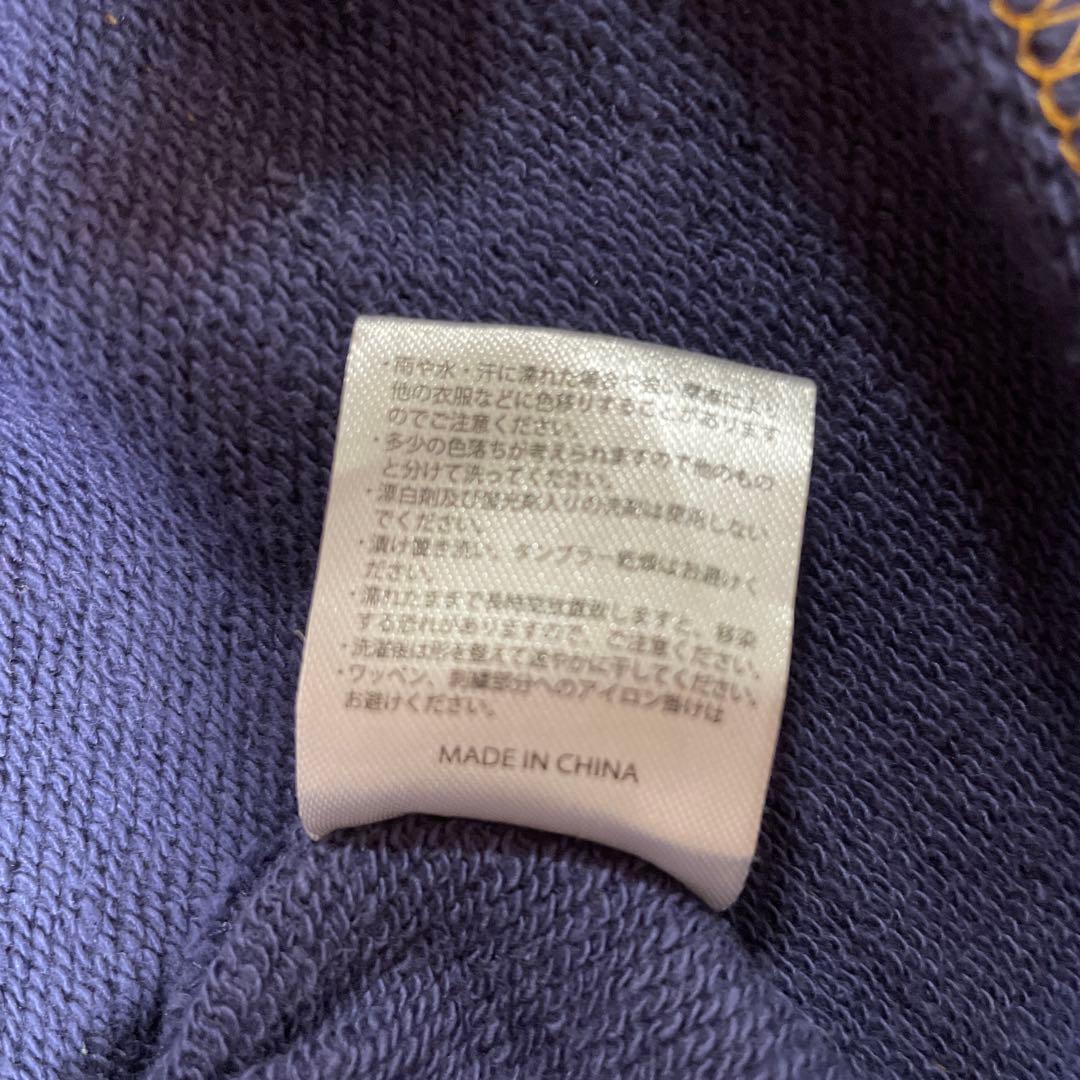 ・雨や水・汗に濡れた場合や強い摩擦により
他の衣服などに色移りすることがあります
のでご注意ください。
・多少の色落ちが考えられますので他のもの
と分けて洗ってください。
・漂白剤及び蛍光剤入りの洗剤は使用しない
でください。
・漬け置き洗い、タンブラー乾燥はお避けく
ださい。
・濡れたままで長時間放置致しますと、移染
する恐れがありますので、ご注意ください。
・洗濯後は形を整えて速やかに干してください。
・ワッペン、刺繍部分へのアイロン掛けは
お避けください。
MADE IN CHINA